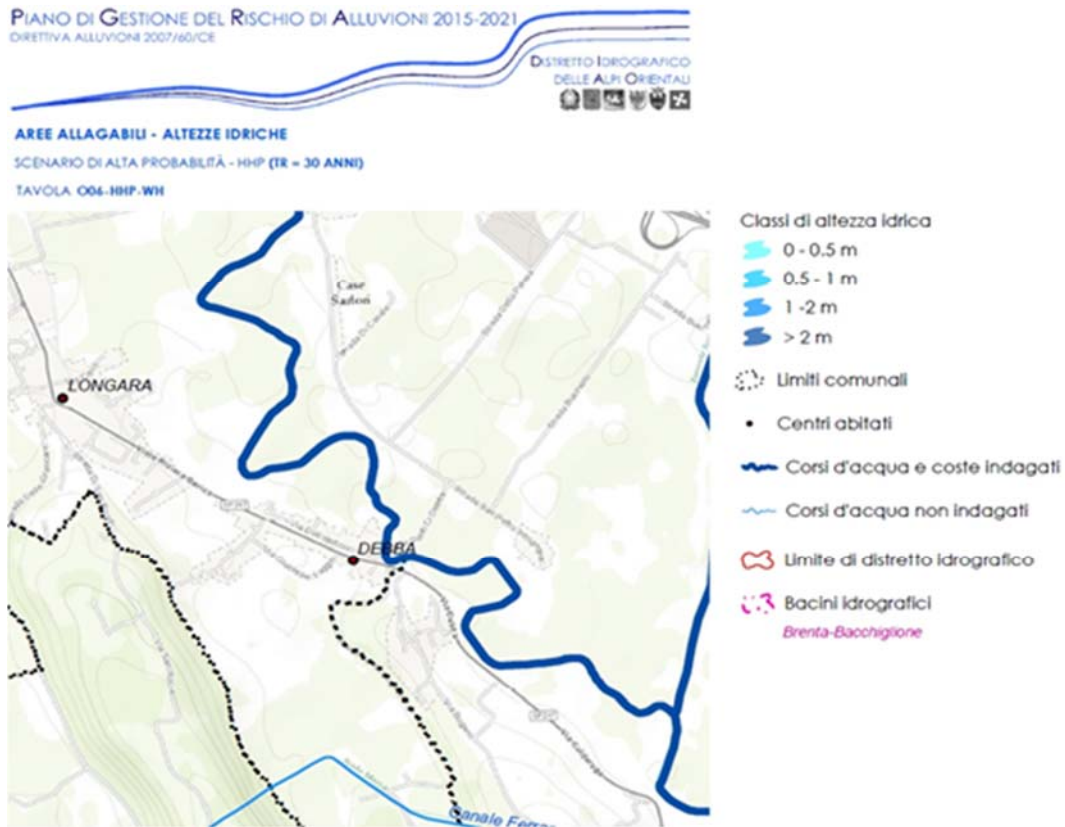 PIANO DI GESTIONE DEL RISCHIO DI ALLUVIONI 2015-2021
DIRETTIVA ALLUVIONI 2007/60/CE
DISTRETTO IDROGRAFICO
DELLE ALPI ORIENTALI
AREE ALLAGABILI - ALTEZZE IDRICHE
SCENARIO DI ALTA PROBABILITÀ - HHP (TR = 30 ANNI)
TAVOLA O06-HHP-WH
Case
Sartori
LONGARA
DEBBA
Canale Ferrar
Classi di altezza idrica
0 - 0.5 m
0.5 - 1 m
1 -2 m
> 2 m
Limiti comunali
Centri abitati
Corsi d'acqua e coste indagati
Corsi d'acqua non indagati
Limite di distretto idrografico
Bacini idrografici
Brenta-Bacchiglione